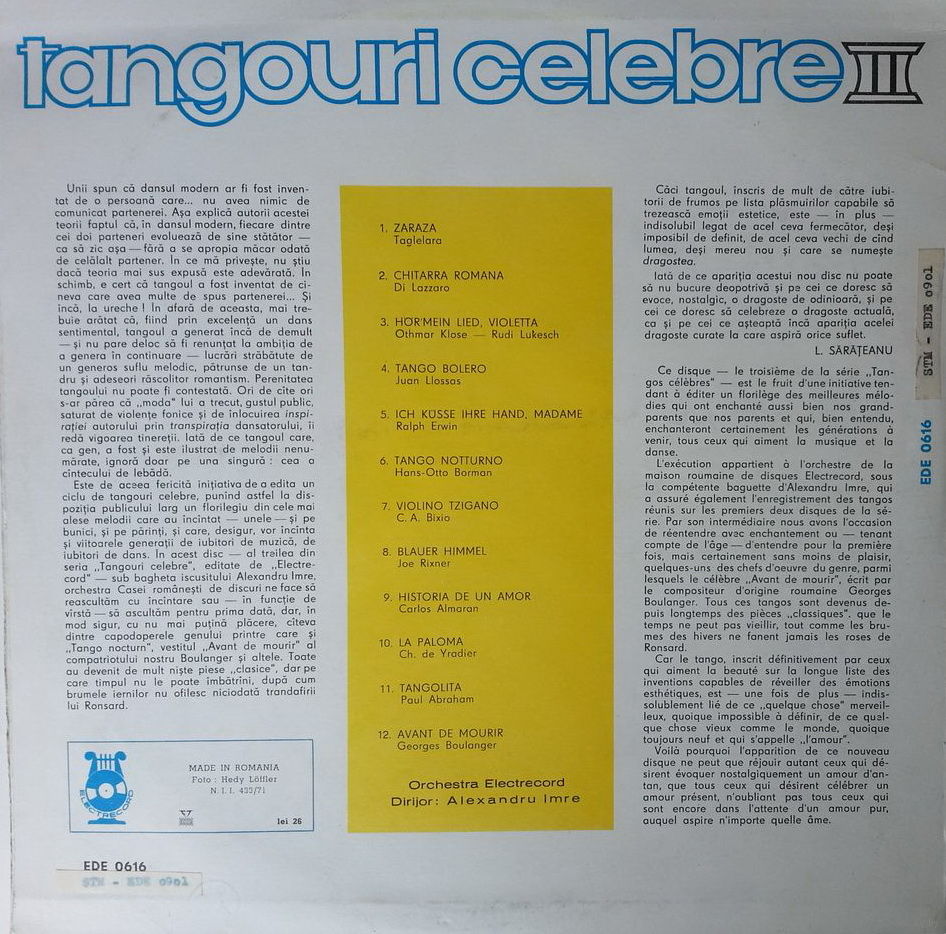 tangouri celebre III
Unii spun că dansul modern ar fi fost inven-
tat de o persoană care... nu avea nimic de
comunicat partenerei. Așa explică autorii acestei
teorii faptul că, în dansul modern, fiecare dintre
cei doi parteneri evoluează de sine stătător —
ca să zic așa — fără a se apropia măcar odată
de celălalt partener. În ce mă privește, nu știu
dacă teoria mai sus expusă este adevărată. În
schimb, e cert că tangoul a fost inventat de ci-
neva care avea multe de spus partenerei... Și
încă, la ureche ! În afară de aceasta, mai tre-
buie arătat că, fiind prin excelență un dans
sentimental, tangoul a generat încă de demult
— și nu pare deloc să fi renunțat la ambiția de
a genera în continuare — lucrări străbătute de
un generos suflu melodic, pătrunse de un tan-
dru și adeseori răscolitor romantism. Perenitatea
tangoului nu poate fi contestată. Ori de cîte ori
s-ar părea că „moda" lui a trecut, gustul public,
saturat de violențe fonice și de înlocuirea inspi-
rației autorului prin transpirația dansatorului, îi
redă vigoarea tinereții. Iată de ce tangoul care,
ca gen, a fost și este ilustrat de melodii nenu-
mărate, ignoră doar pe una singură : cea a
cîntecului de lebădă.
Este de aceea fericită inițiativa de a edita un
ciclu de tangouri celebre, punînd astfel la dis-
poziția publicului larg un florilegiu din cele mai
alese melodii care au încîntat — unele — și pe
bunici, și pe părinți, și care, desigur, vor încînta
și viitoarele generații de iubitori de muzică, de
iubitori de dans. În acest disc — al treilea din
seria „Tangouri celebre", editate de „Electre-
cord" — sub bagheta iscusitului Alexandru Imre,
orchestra Casei românești de discuri ne face să
reascultăm cu încîntare sau — în funcție de
vîrstă — să ascultăm pentru prima dată, dar, în
mod sigur, cu nu mai puțină plăcere, cîteva
dintre capodoperele genului printre care și
„Tango nocturn", vestitul „Avant de mourir" al
compatriotului nostru Boulanger și altele. Toate
au devenit de mult niște piese „clasice", dar pe
care timpul nu le poate îmbătrîni, după cum
brumele iernilor nu ofilesc niciodată trandafirii
lui Ronsard.
ELECTRECORD
MADE IN ROMANIA
Foto : Hedy Löffler
N. I. I. 433/71
lei 26
EDE 0616
STM - EDE 0901
1. ZARAZA
Taglelara
2. CHITARRA ROMANA
Di Lazzaro
3. HÖR'MEIN LIED, VIOLETTA
Othmar Klose — Rudi Lukesch
4. TANGO BOLERO
Juan Llossas
5. ICH KÜSSE IHRE HAND, MADAME
Ralph Erwin
6. TANGO NOTTURNO
Hans-Otto Borman
7. VIOLINO TZIGANO
C. A. Bixio
8. BLAUER HIMMEL
Joe Rixner
9. HISTORIA DE UN AMOR
Carlos Almaran
10. LA PALOMA
Ch. de Yradier
11. TANGOLITA
Paul Abraham
12. AVANT DE MOURIR
Georges Boulanger
Orchestra Electrecord
Dirijor: Alexandru Imre
Căci tangoul, înscris de mult de către iubi-
torii de frumos pe lista plăsmuirilor capabile să
trezească emoții estetice, este — în plus —
indisolubil legat de acel ceva fermecător, deși
imposibil de definit, de acel ceva vechi de cînd
lumea, deși mereu nou și care se numește
dragostea.
Iată de ce apariția acestui nou disc nu poate
să nu bucure deopotrivă și pe cei ce doresc să
evoce, nostalgic, o dragoste de odinioară, și pe
cei ce doresc să celebreze o dragoste actuală,
ca și pe cei ce așteaptă încă apariția acelei
dragoste curate la care aspiră orice suflet.
L. SĂRĂȚEANU
Ce disque — le troisième de la série „Tan-
gos célèbres" — est le fruit d'une initiative ten-
dant à éditer un florilège des meilleures mélo-
dies qui ont enchanté aussi bien nos grand-
parents que nos parents et qui, bien entendu,
enchanteront certainement les générations à
venir, tous ceux qui aiment la musique et la
danse.
L'exécution appartient à l'orchestre de la
maison roumaine de disques Electrecord, sous
la compétente baguette d'Alexandru Imre, qui
a assuré également l'enregistrement des tangos
réunis sur les premiers deux disques de la sé-
rie. Par son intermédiaire nous avons l'occasion
de réentendre avec enchantement ou — tenant
compte de l'âge — d'entendre pour la première
fois, mais certainement sans moins de plaisir,
quelques-uns des chefs d'oeuvre du genre, parmi
lesquels le célèbre „Avant de mourir", écrit par
le compositeur d'origine roumaine Georges
Boulanger. Tous ces tangos sont devenus de-
puis longtemps des pièces „classiques". que le
temps ne peut pas vieillir, tout comme les bru-
mes des hivers ne fanent jamais les roses de
Ronsard.
Car le tango, inscrit définitivement par ceux
qui aiment la beauté sur la longue liste des
inventions capables de réveiller des émotions
esthétiques, est — une fois de plus — indis-
solublement lié de ce „quelque chose" merveil-
leux, quoique impossible à définir, de ce quel-
que chose vieux comme le monde, quoique
toujours neuf et qui s'appelle „l'amour".
Voilà pourquoi l'apparition de ce nouveau
disque ne peut que réjouir autant ceux qui dé-
sirent évoquer nostalgiquement un amour d'an-
tan, que tous ceux qui désirent célébrer un
amour présent, n'oubliant pas tous ceux qui
sont encore dans l'attente d'un amour pur,
auquel aspire n'importe quelle âme.
STM - EDE 0901
EDE 0616